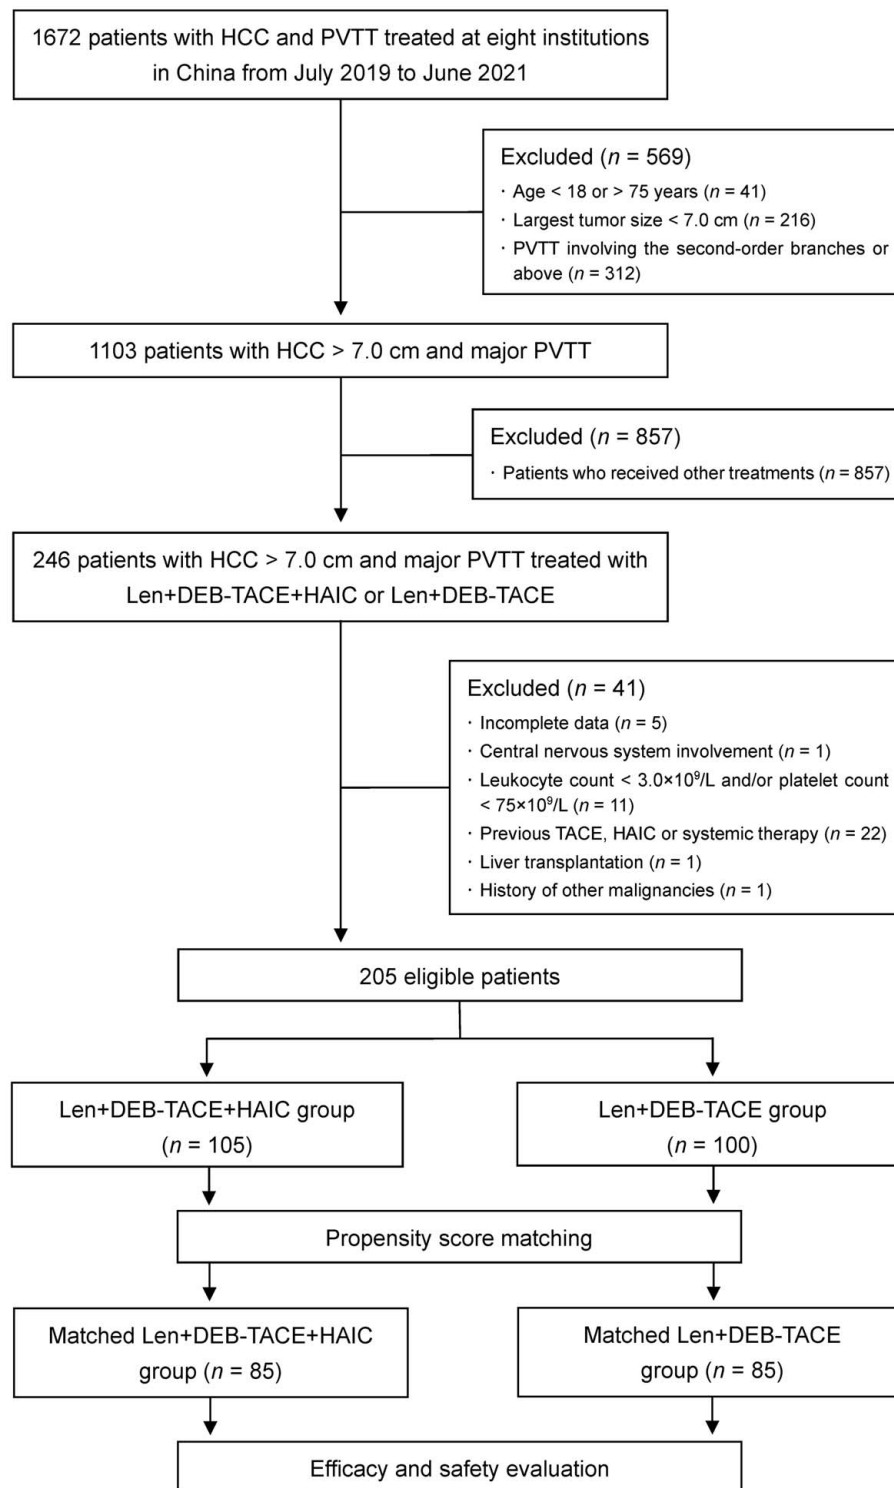 1672 patients with HCC and PVTT treated at eight institutions
in China from July 2019 to June 2021
Excluded (n = 569)
· Age < 18 or > 75 years (n = 41)
· Largest tumor size < 7.0 cm (n = 216)
· PVTT involving the second-order branches or
above (n = 312)
1103 patients with HCC > 7.0 cm and major PVTT
Excluded (n = 857)
· Patients who received other treatments (n = 857)
246 patients with HCC > 7.0 cm and major PVTT treated with
Len+DEB-TACE+HAIC or Len+DEB-TACE
Excluded (n = 41)
· Incomplete data (n = 5)
· Central nervous system involvement (n = 1)
· Leukocyte count < 3.0×10⁹/L and/or platelet count
< 75×10⁹/L (n = 11)
· Previous TACE, HAIC or systemic therapy (n = 22)
· Liver transplantation (n = 1)
· History of other malignancies (n = 1)
205 eligible patients
Len+DEB-TACE+HAIC group
(n = 105)
Len+DEB-TACE group
(n = 100)
Propensity score matching
Matched Len+DEB-TACE+HAIC
group (n = 85)
Matched Len+DEB-TACE
group (n = 85)
Efficacy and safety evaluation